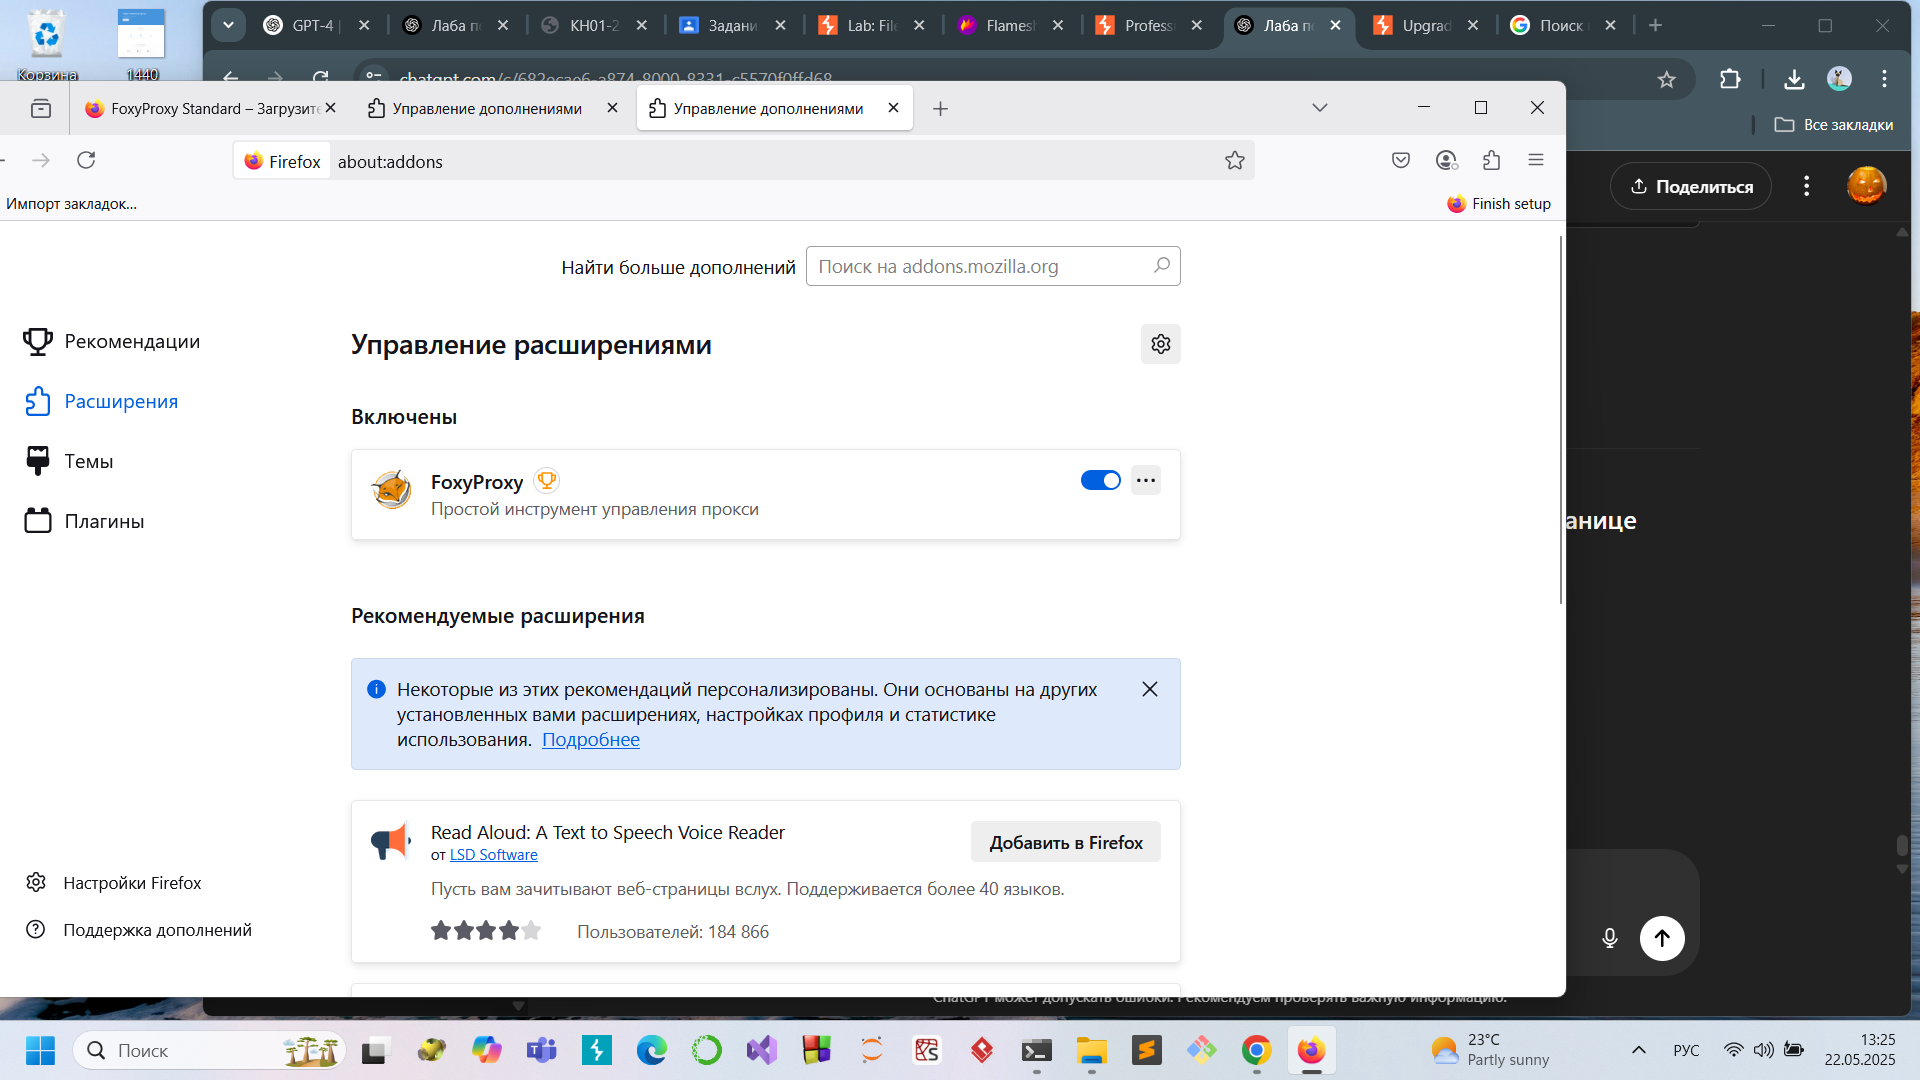 Корзина
1440
GPT-4 |
Лаба п
KH01-2
Задани
Lab: File
Flamesh
Profess
Лаба п
Upgrad
Поиск
chatgpt.com/c/682ecae6-a874-8000-8331-c5570f0ffd68
Все закладки
FoxyProxy Standard – Загрузите
Управление дополнениями
Управление дополнениями
Firefox
about:addons
Импорт закладок...
Finish setup
Поделиться
Найти больше дополнений
Поиск на addons.mozilla.org
Рекомендации
Расширения
Темы
Плагины
Управление расширениями
Включены
FoxyProxy
Простой инструмент управления прокси
анице
Рекомендуемые расширения
Некоторые из этих рекомендаций персонализированы. Они основаны на других
установленных вами расширениях, настройках профиля и статистике
использования. Подробнее
Read Aloud: A Text to Speech Voice Reader
от LSD Software
Добавить в Firefox
Пусть вам зачитывают веб-страницы вслух. Поддерживается более 40 языков.
Пользователей: 184 866
Настройки Firefox
Поддержка дополнений
ChatGPT может допускать ошибки. Рекомендуем проверять важную информацию.
Поиск
23°C
Partly sunny
РУС
13:25
22.05.2025